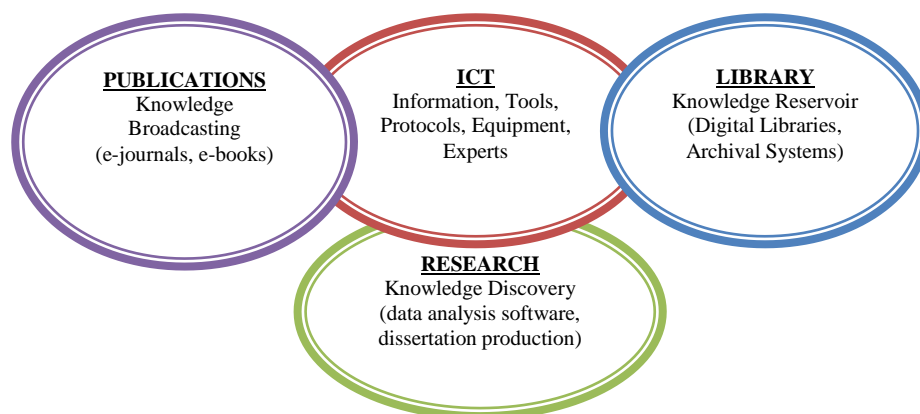 PUBLICATIONS
Knowledge
Broadcasting
(e-journals, e-books)
ICT
Information, Tools,
Protocols, Equipment,
Experts
LIBRARY
Knowledge Reservoir
(Digital Libraries,
Archival Systems)
RESEARCH
Knowledge Discovery
(data analysis software,
dissertation production)